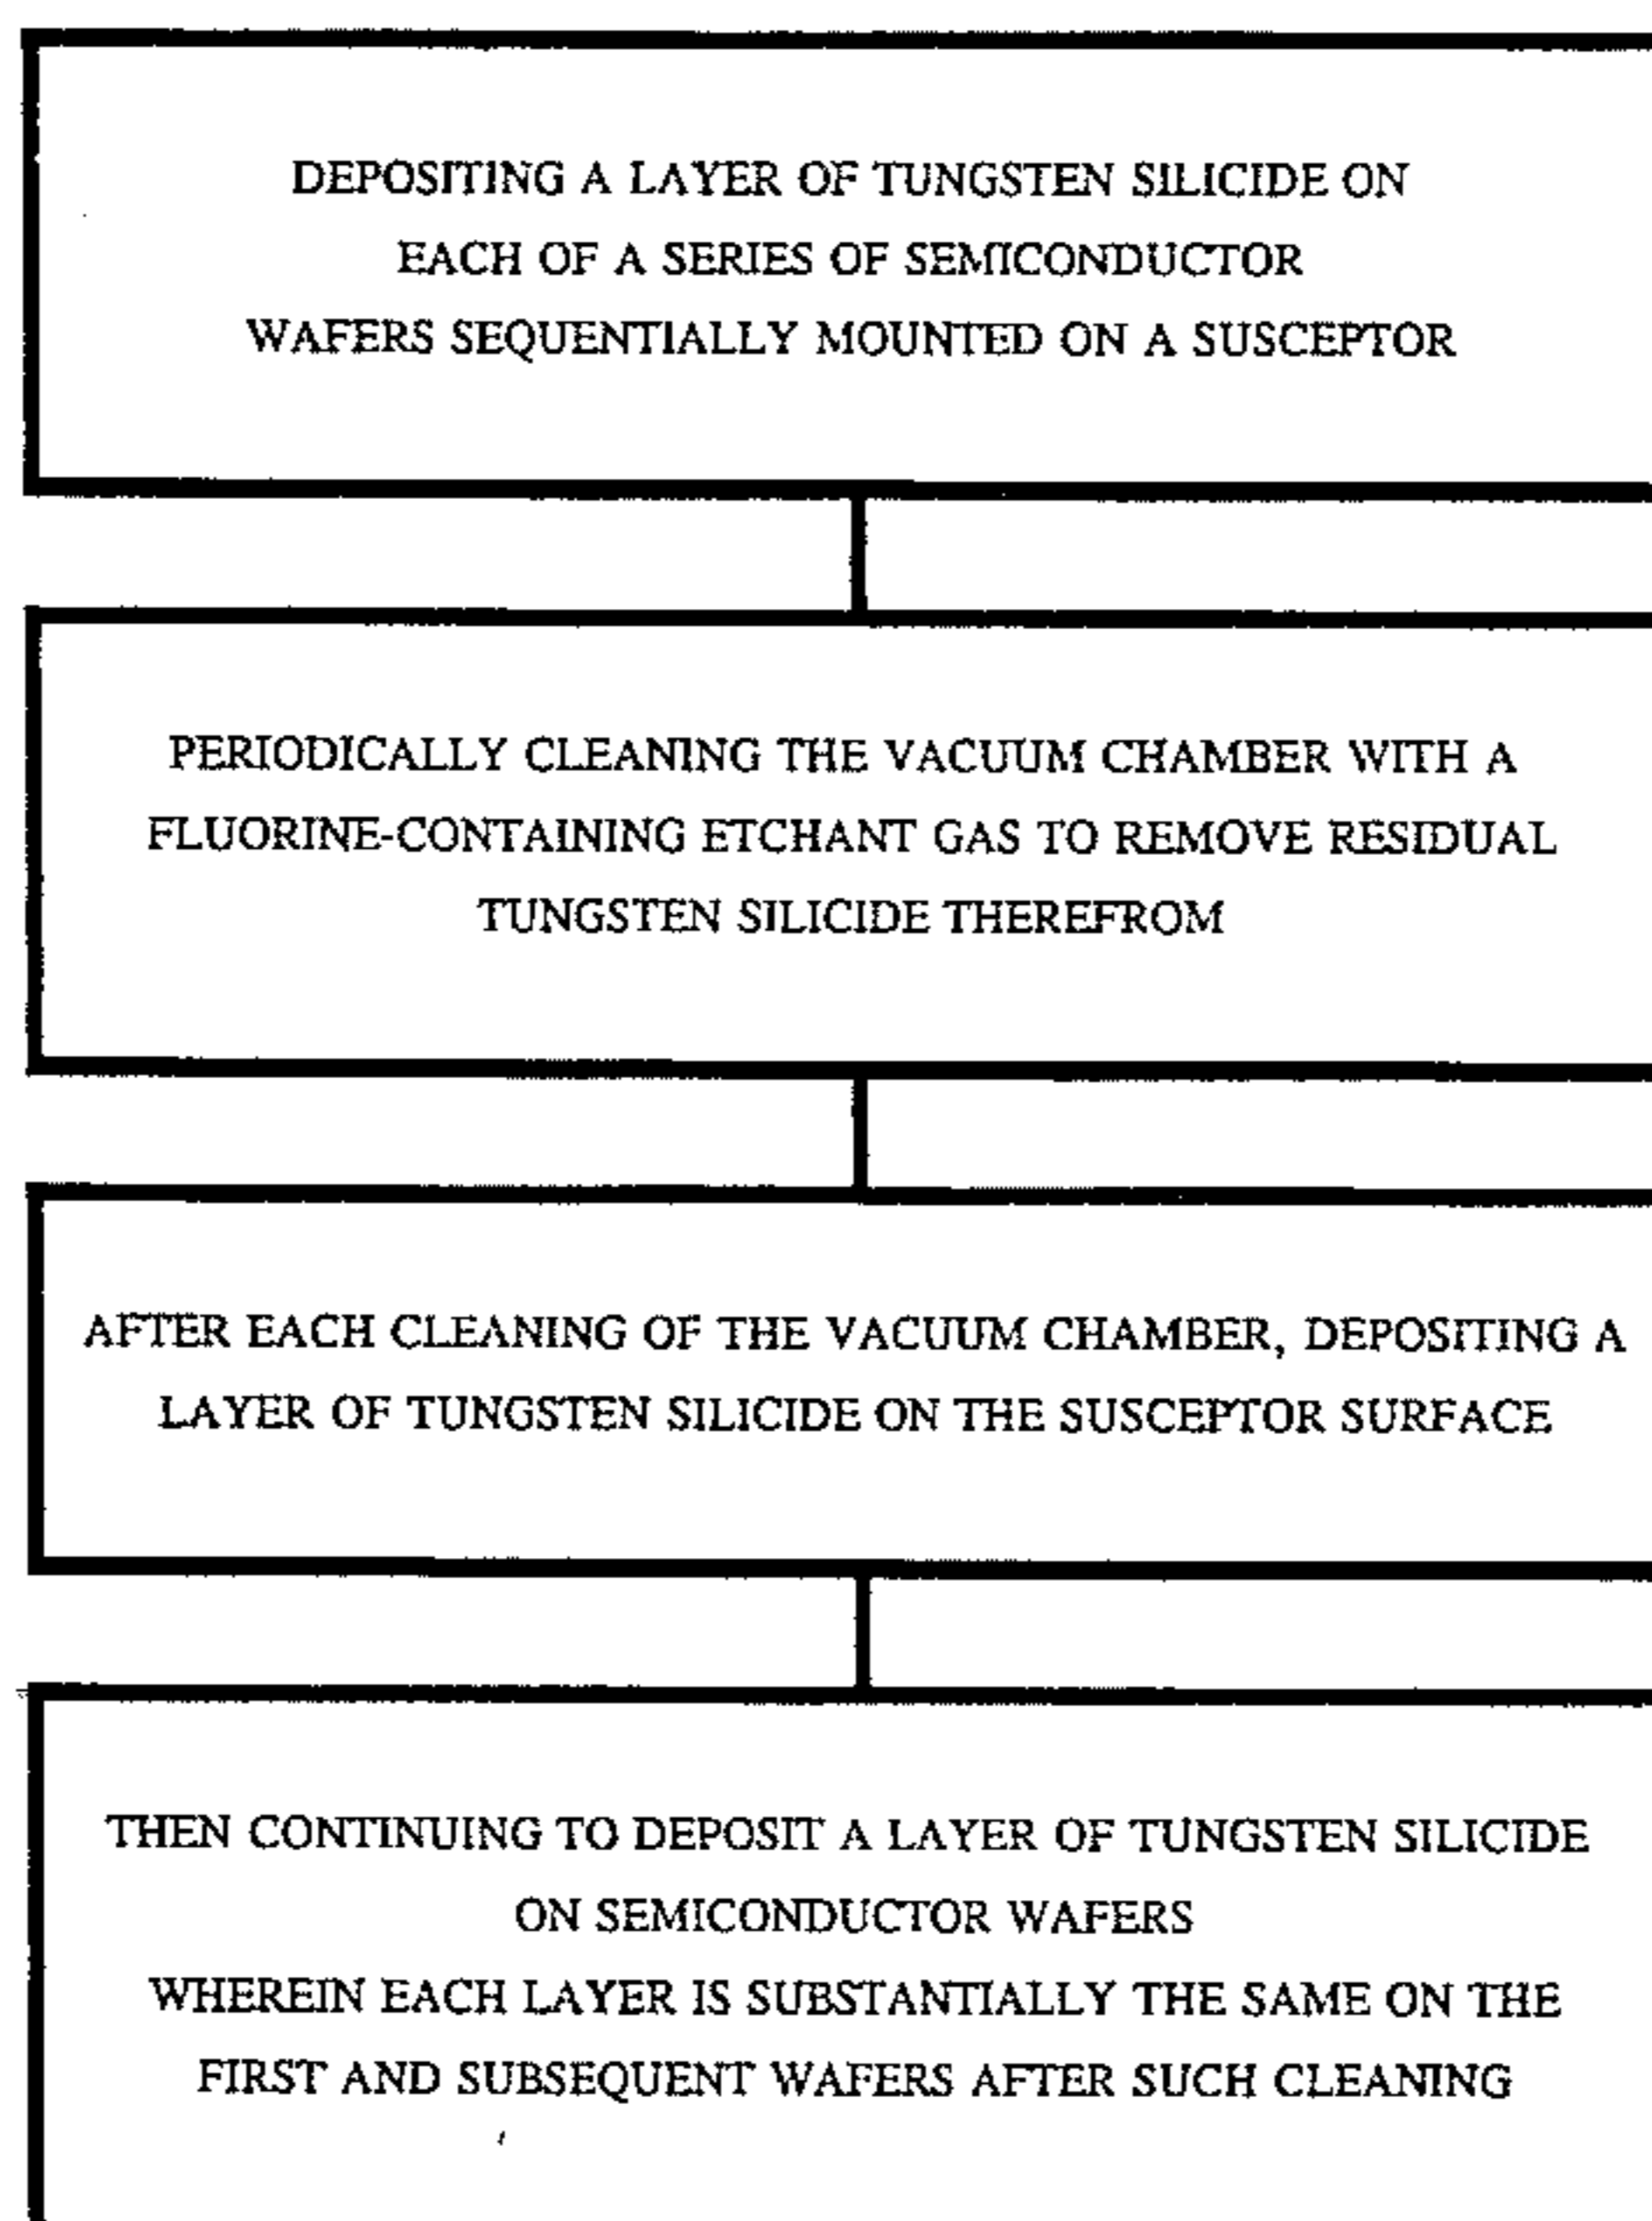 DEPOSITING A LAYER OF TUNGSTEN SILICIDE ON
EACH OF A SERIES OF SEMICONDUCTOR
WAFERS SEQUENTIALLY MOUNTED ON A SUSCEPTOR
PERIODICALLY CLEANING THE VACUUM CHAMBER WITH A
FLUORINE-CONTAINING ETCHANT GAS TO REMOVE RESIDUAL
TUNGSTEN SILICIDE THEREFROM
AFTER EACH CLEANING OF THE VACUUM CHAMBER, DEPOSITING A
LAYER OF TUNGSTEN SILICIDE ON THE SUSCEPTOR SURFACE
THEN CONTINUING TO DEPOSIT A LAYER OF TUNGSTEN SILICIDE
ON SEMICONDUCTOR WAFERS
WHEREIN EACH LAYER IS SUBSTANTIALLY THE SAME ON THE
FIRST AND SUBSEQUENT WAFERS AFTER SUCH CLEANING